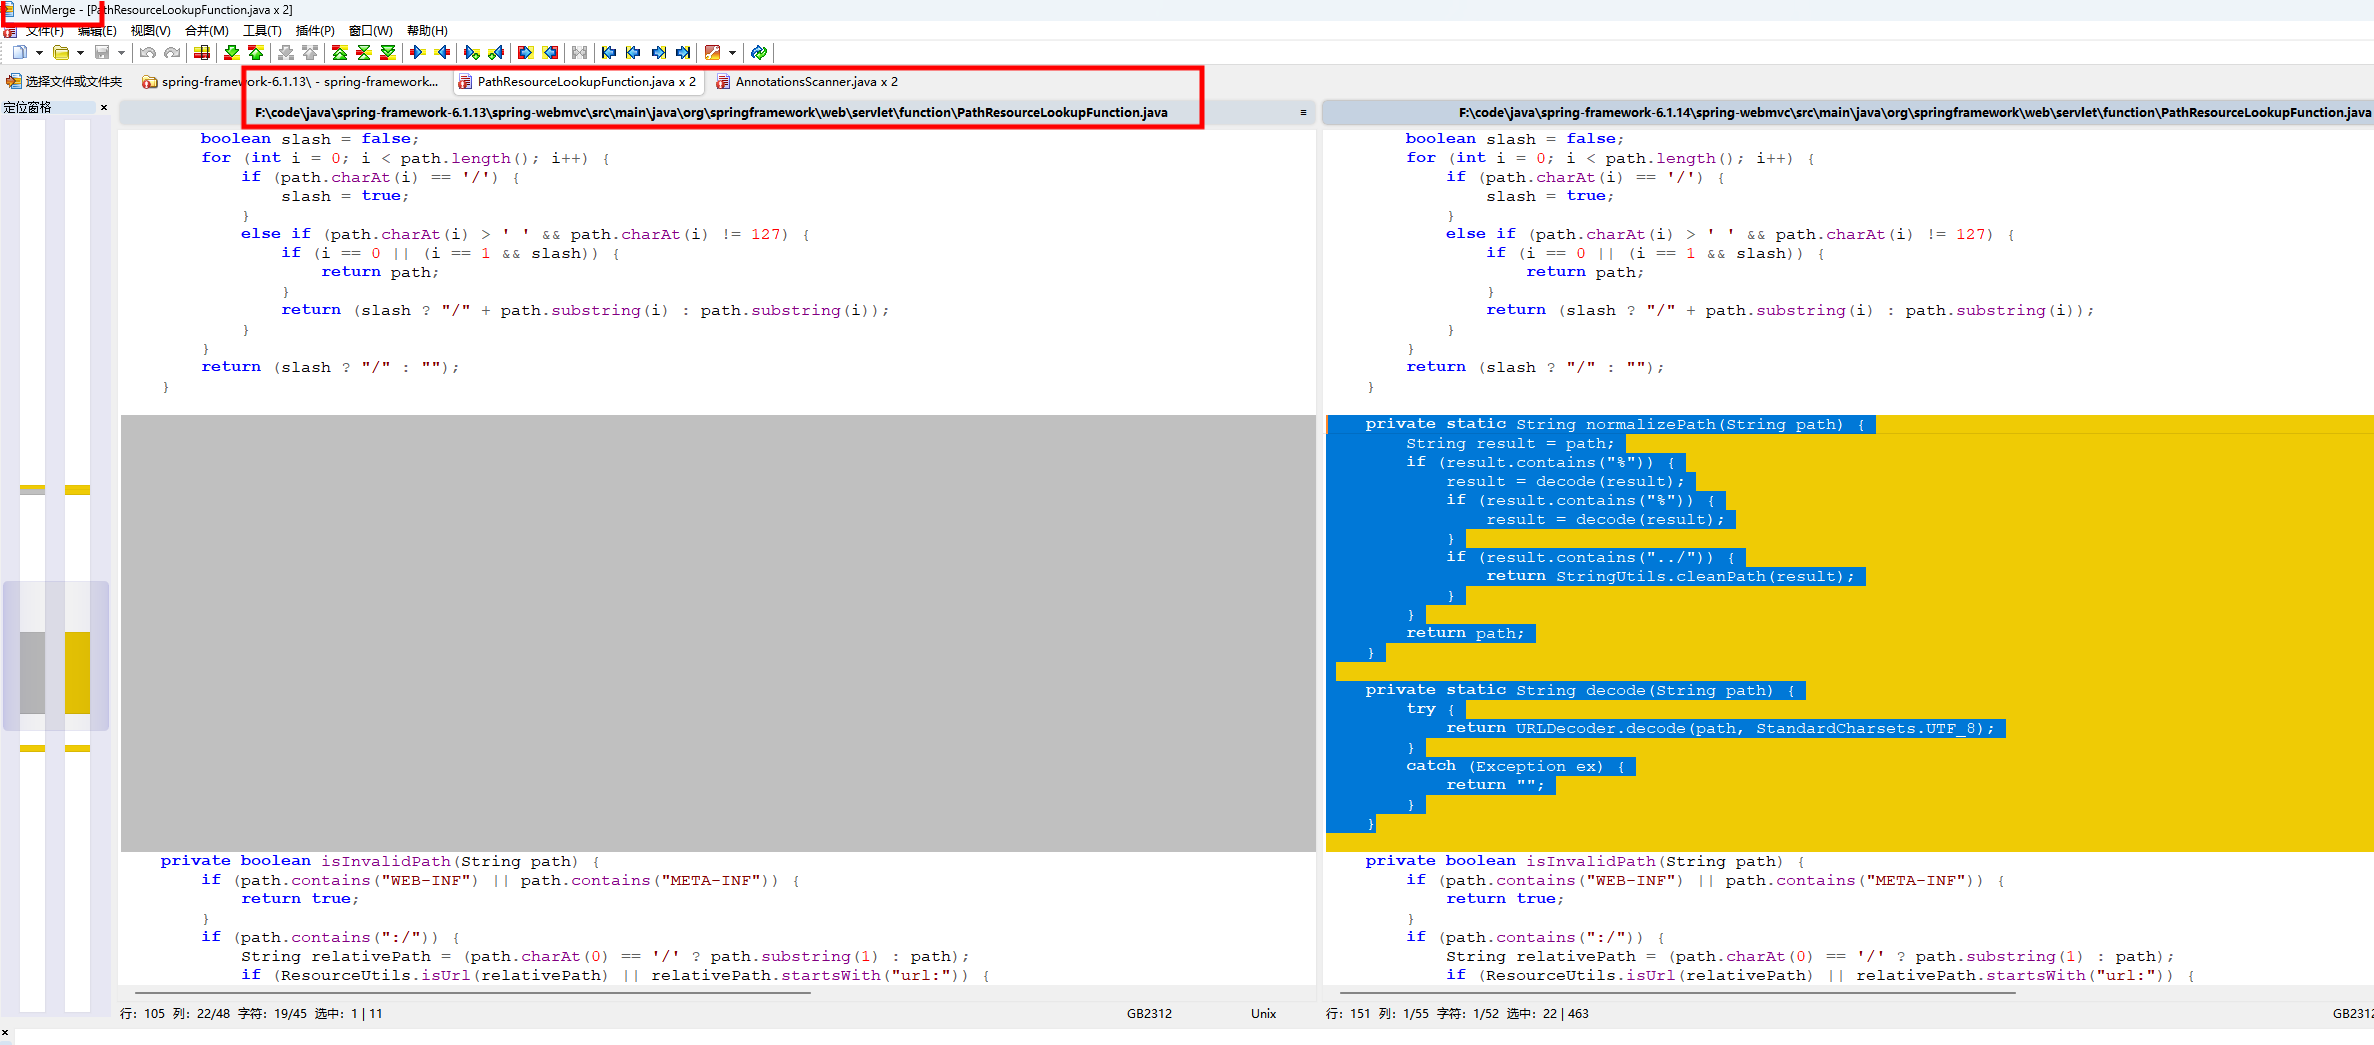 WinMerge - [PathResourceLookupFunction.java x 2]
文件(F) 编辑(E) 视图(V) 合并(M) 工具(T) 插件(P) 窗口(W) 帮助(H)
选择文件或文件夹 spring-framework-6.1.13\ - spring-framework... PathResourceLookupFunction.java x 2 AnnotationsScanner.java x 2
定位窗格 ×
F:\code\java\spring-framework-6.1.13\spring-webmvc\src\main\java\org\springframework\web\servlet\function\PathResourceLookupFunction.java
boolean slash = false;
for (int i = 0; i < path.length(); i++) {
if (path.charAt(i) == '/') {
slash = true;
}
else if (path.charAt(i) > ' ' && path.charAt(i) != 127) {
if (i == 0 || (i == 1 && slash)) {
return path;
}
return (slash ? "/" + path.substring(i) : path.substring(i));
}
}
return (slash ? "/" : "");
}
private boolean isInvalidPath(String path) {
if (path.contains("WEB-INF") || path.contains("META-INF")) {
return true;
}
if (path.contains(":/")) {
String relativePath = (path.charAt(0) == '/' ? path.substring(1) : path);
if (ResourceUtils.isUrl(relativePath) || relativePath.startsWith("url:")) {
行: 105 列: 22/48 字符: 19/45 选中: 1 | 11 GB2312 Unix
F:\code\java\spring-framework-6.1.14\spring-webmvc\src\main\java\org\springframework\web\servlet\function\PathResourceLookupFunction.java
boolean slash = false;
for (int i = 0; i < path.length(); i++) {
if (path.charAt(i) == '/') {
slash = true;
}
else if (path.charAt(i) > ' ' && path.charAt(i) != 127) {
if (i == 0 || (i == 1 && slash)) {
return path;
}
return (slash ? "/" + path.substring(i) : path.substring(i));
}
}
return (slash ? "/" : "");
}
private static String normalizePath(String path) {
String result = path;
if (result.contains("%")) {
result = decode(result);
if (result.contains("%")) {
result = decode(result);
}
if (result.contains("../")) {
return StringUtils.cleanPath(result);
}
}
return path;
}
private static String decode(String path) {
try {
return URLDecoder.decode(path, StandardCharsets.UTF_8);
}
catch (Exception ex) {
return "";
}
}
private boolean isInvalidPath(String path) {
if (path.contains("WEB-INF") || path.contains("META-INF")) {
return true;
}
if (path.contains(":/")) {
String relativePath = (path.charAt(0) == '/' ? path.substring(1) : path);
if (ResourceUtils.isUrl(relativePath) || relativePath.startsWith("url:")) {
行: 151 列: 1/55 字符: 1/52 选中: 22 | 463 GB2312